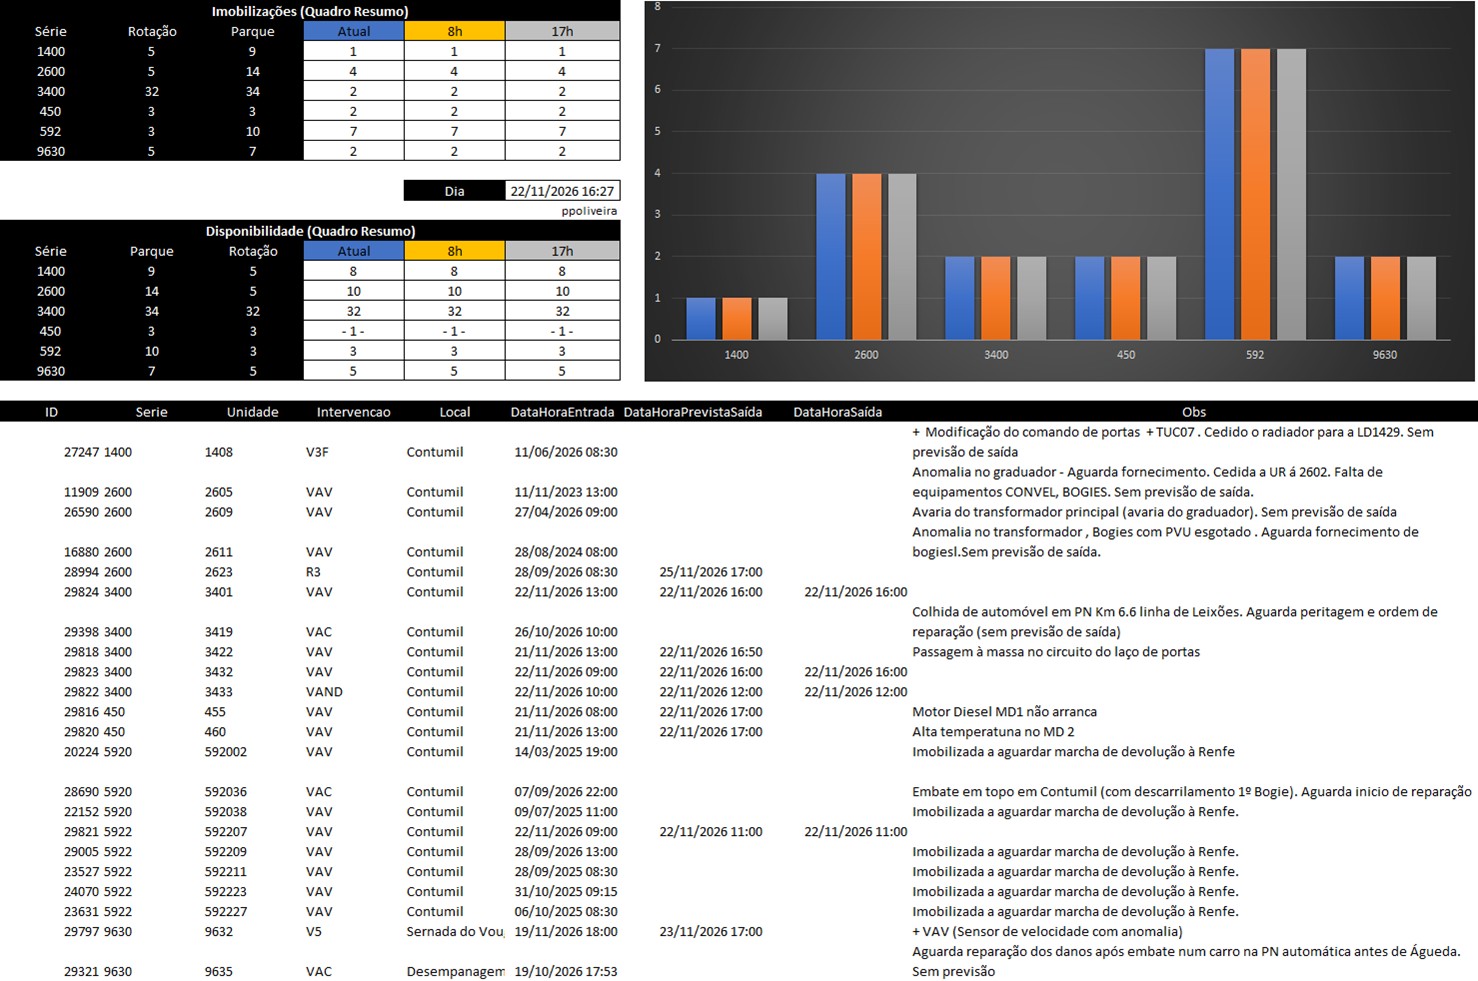 Imobilizações (Quadro Resumo)
Série Rotação Parque Atual 8h 17h
1400 5 9 1 1 1
2600 5 14 4 4 4
3400 32 34 2 2 2
450 3 3 2 2 2
592 3 10 7 7 7
9630 5 7 2 2 2
Dia 22/11/2026 16:27
ppoliveira
Disponibilidade (Quadro Resumo)
Série Parque Rotação Atual 8h 17h
1400 9 5 8 8 8
2600 14 5 10 10 10
3400 34 32 32 32 32
450 3 3 - 1 - - 1 - - 1 -
592 10 3 3 3 3
9630 7 5 5 5 5
8
7
6
5
4
3
2
1
0
1400 2600 3400 450 592 9630
ID Serie Unidade Intervencao Local DataHoraEntrada DataHoraPrevistaSaída DataHoraSaída Obs
+ Modificação do comando de portas + TUC07 . Cedido o radiador para a LD1429. Sem
27247 1400 1408 V3F Contumil 11/06/2026 08:30 previsão de saída
Anomalia no graduador - Aguarda fornecimento. Cedida a UR á 2602. Falta de
11909 2600 2605 VAV Contumil 11/11/2023 13:00 equipamentos CONVEL, BOGIES. Sem previsão de saída.
26590 2600 2609 VAV Contumil 27/04/2026 09:00 Avaria do transformador principal (avaria do graduador). Sem previsão de saída
Anomalia no transformador , Bogies com PVU esgotado . Aguarda fornecimento de
16880 2600 2611 VAV Contumil 28/08/2024 08:00 bogiesl.Sem previsão de saída.
28994 2600 2623 R3 Contumil 28/09/2026 08:30 25/11/2026 17:00
29824 3400 3401 VAV Contumil 22/11/2026 13:00 22/11/2026 16:00 22/11/2026 16:00
Colhida de automóvel em PN Km 6.6 linha de Leixões. Aguarda peritagem e ordem de
29398 3400 3419 VAC Contumil 26/10/2026 10:00 reparação (sem previsão de saída)
29818 3400 3422 VAV Contumil 21/11/2026 13:00 22/11/2026 16:50 Passagem à massa no circuito do laço de portas
29823 3400 3432 VAV Contumil 22/11/2026 09:00 22/11/2026 16:00 22/11/2026 16:00
29822 3400 3433 VAND Contumil 22/11/2026 10:00 22/11/2026 12:00 22/11/2026 12:00
29816 450 455 VAV Contumil 21/11/2026 08:00 22/11/2026 17:00 Motor Diesel MD1 não arranca
29820 450 460 VAV Contumil 21/11/2026 13:00 22/11/2026 17:00 Alta temperatuna no MD 2
20224 5920 592002 VAV Contumil 14/03/2025 19:00 Imobilizada a aguardar marcha de devolução à Renfe
28690 5920 592036 VAC Contumil 07/09/2026 22:00 Embate em topo em Contumil (com descarrilamento 1º Bogie). Aguarda inicio de reparação
22152 5920 592038 VAV Contumil 09/07/2025 11:00 Imobilizada a aguardar marcha de devolução à Renfe.
29821 5922 592207 VAV Contumil 22/11/2026 09:00 22/11/2026 11:00 22/11/2026 11:00
29005 5922 592209 VAV Contumil 28/09/2026 13:00 Imobilizada a aguardar marcha de devolução à Renfe.
23527 5922 592211 VAV Contumil 28/09/2025 08:30 Imobilizada a aguardar marcha de devolução à Renfe.
24070 5922 592223 VAV Contumil 31/10/2025 09:15 Imobilizada a aguardar marcha de devolução à Renfe.
23631 5922 592227 VAV Contumil 06/10/2025 08:30 Imobilizada a aguardar marcha de devolução à Renfe.
29797 9630 9632 V5 Sernada do Vou 19/11/2026 18:00 23/11/2026 17:00 + VAV (Sensor de velocidade com anomalia)
Aguarda reparação dos danos após embate num carro na PN automática antes de Águeda.
29321 9630 9635 VAC Desempanagem 19/10/2026 17:53 Sem previsão